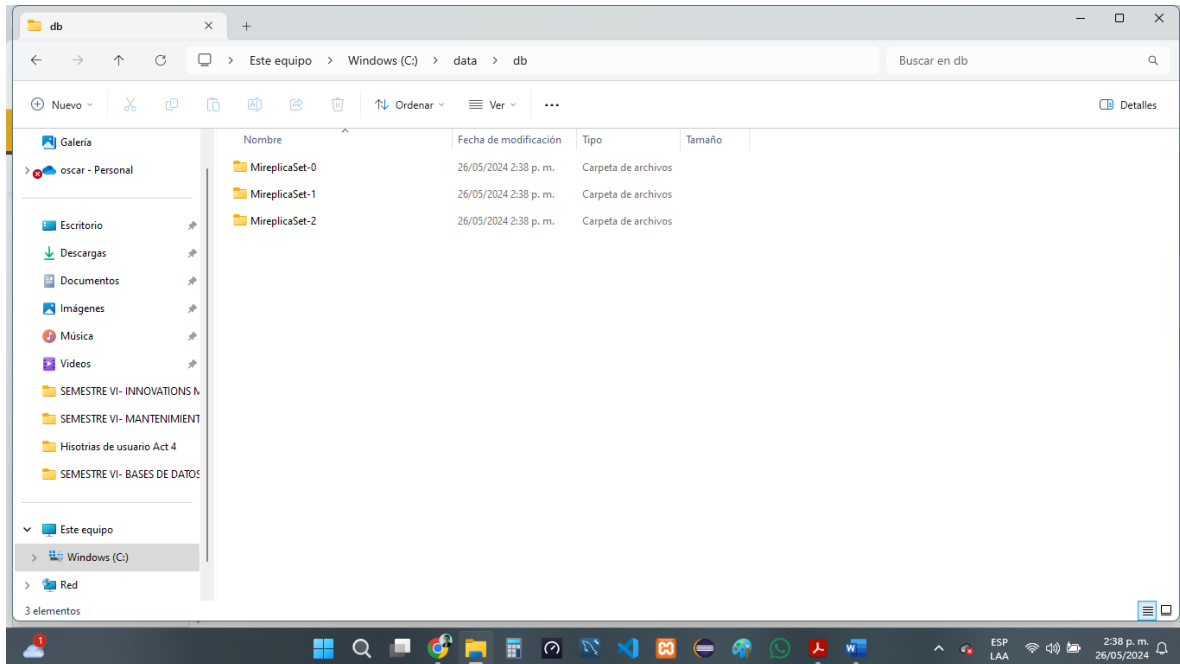 db
Este equipo > Windows (C:) > data > db
Buscar en db
Nuevo
Ordenar
Ver
Detalles
Galería
oscar - Personal
Escritorio
Descargas
Documentos
Imágenes
Música
Videos
SEMESTRE VI- INNOVATIONS M
SEMESTRE VI- MANTENIMIENT
Hisotrias de usuario Act 4
SEMESTRE VI- BASES DE DATOS
Este equipo
Windows (C:)
Red
Nombre Fecha de modificación Tipo Tamaño
MireplicaSet-0 26/05/2024 2:38 p. m. Carpeta de archivos
MireplicaSet-1 26/05/2024 2:38 p. m. Carpeta de archivos
MireplicaSet-2 26/05/2024 2:38 p. m. Carpeta de archivos
3 elementos
1
ESP
LAA
2:38 p. m.
26/05/2024